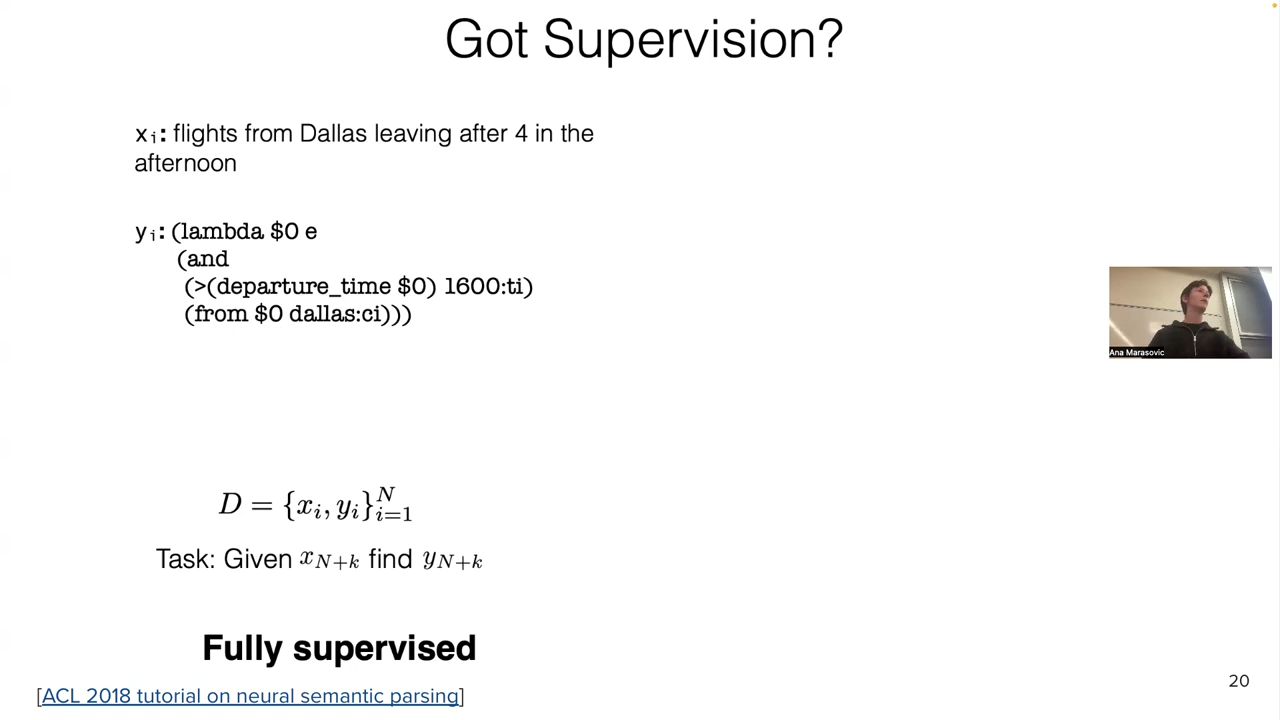 Got Supervision?
xᵢ: flights from Dallas leaving after 4 in the
afternoon
yᵢ: (lambda $0 e
(and
(>(departure_time $0) 1600:ti)
(from $0 dallas:ci)))
Ana Marasovic
D = {xᵢ, yᵢ}_{i=1}^{N}
Task: Given x_{N+k} find y_{N+k}
Fully supervised
[ACL 2018 tutorial on neural semantic parsing]
20